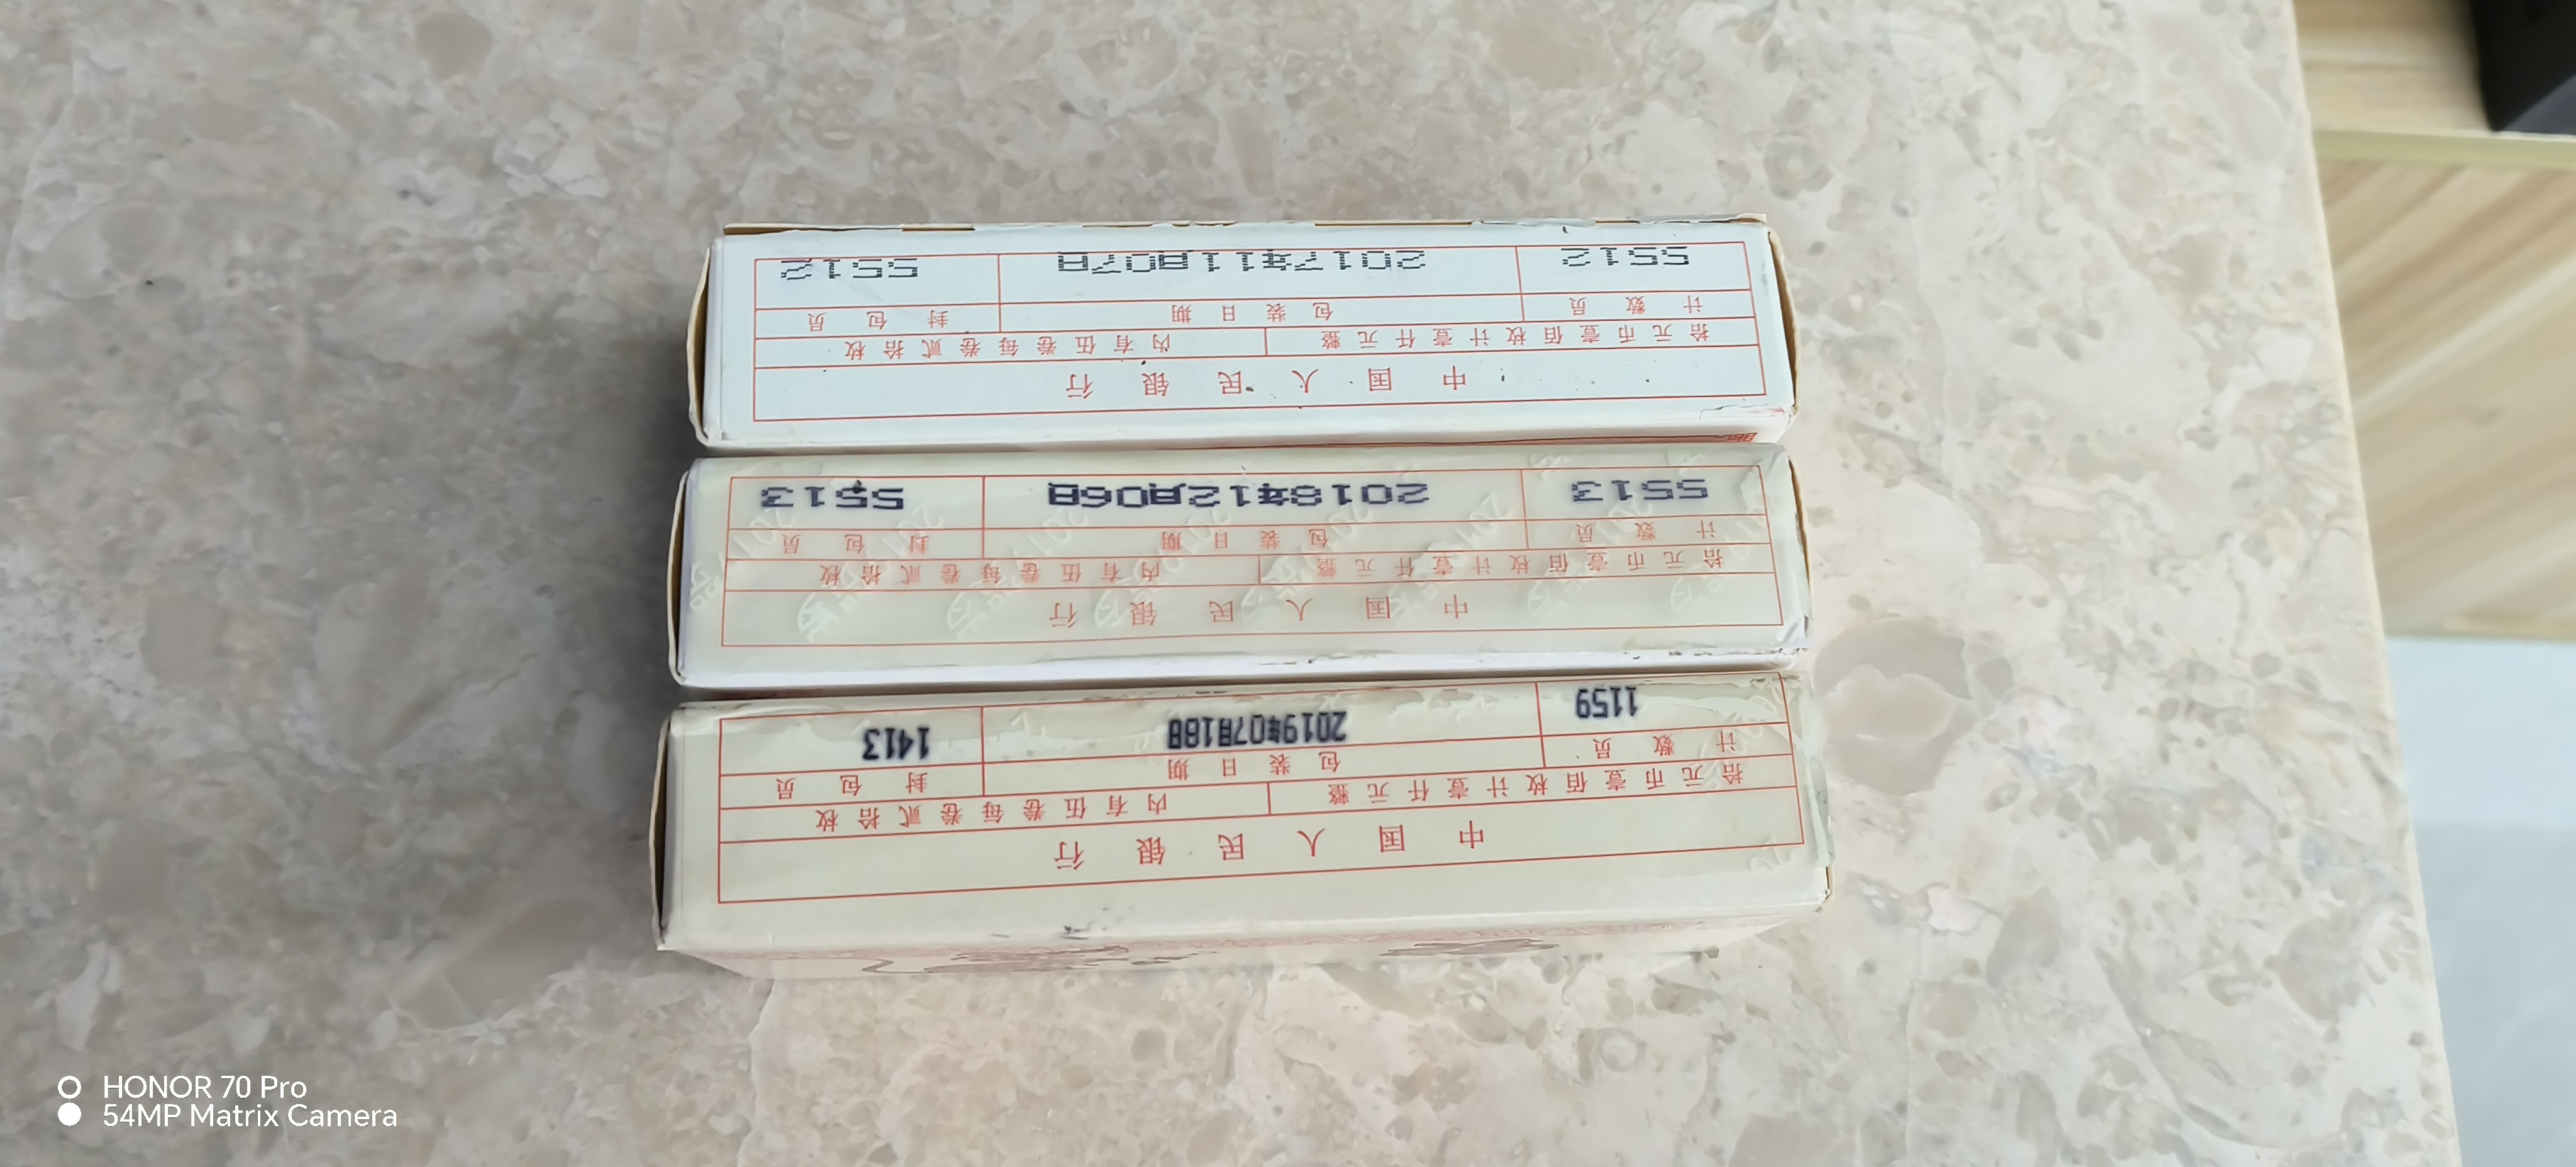 中国人民银行
拾元币壹佰枚计壹仟元整 内有伍卷每卷贰拾枚
计数员 包装日期 封包员
1159 2019年07月18日 1413
中国人民银行
拾元币壹佰枚计壹仟元整 内有伍卷每卷贰拾枚
计数员 包装日期 封包员
5513 2018年12月06日 5513
中国人民银行
拾元币壹佰枚计壹仟元整 内有伍卷每卷贰拾枚
计数员 包装日期 封包员
5512 2017年11月07日 5512
HONOR 70 Pro
54MP Matrix Camera